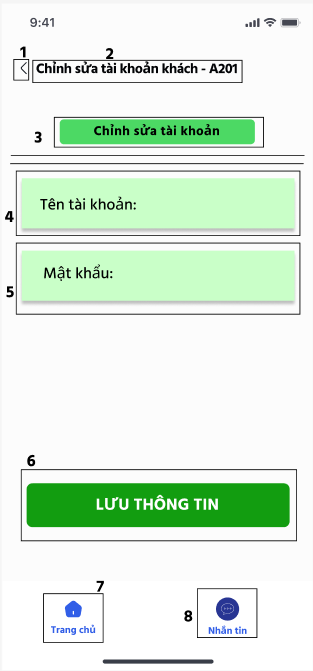 9:41
1
2
Chỉnh sửa tài khoản khách - A201
3
Chỉnh sửa tài khoản
4
Tên tài khoản:
5
Mật khẩu:
6
LƯU THÔNG TIN
7
Trang chủ
8
Nhắn tin